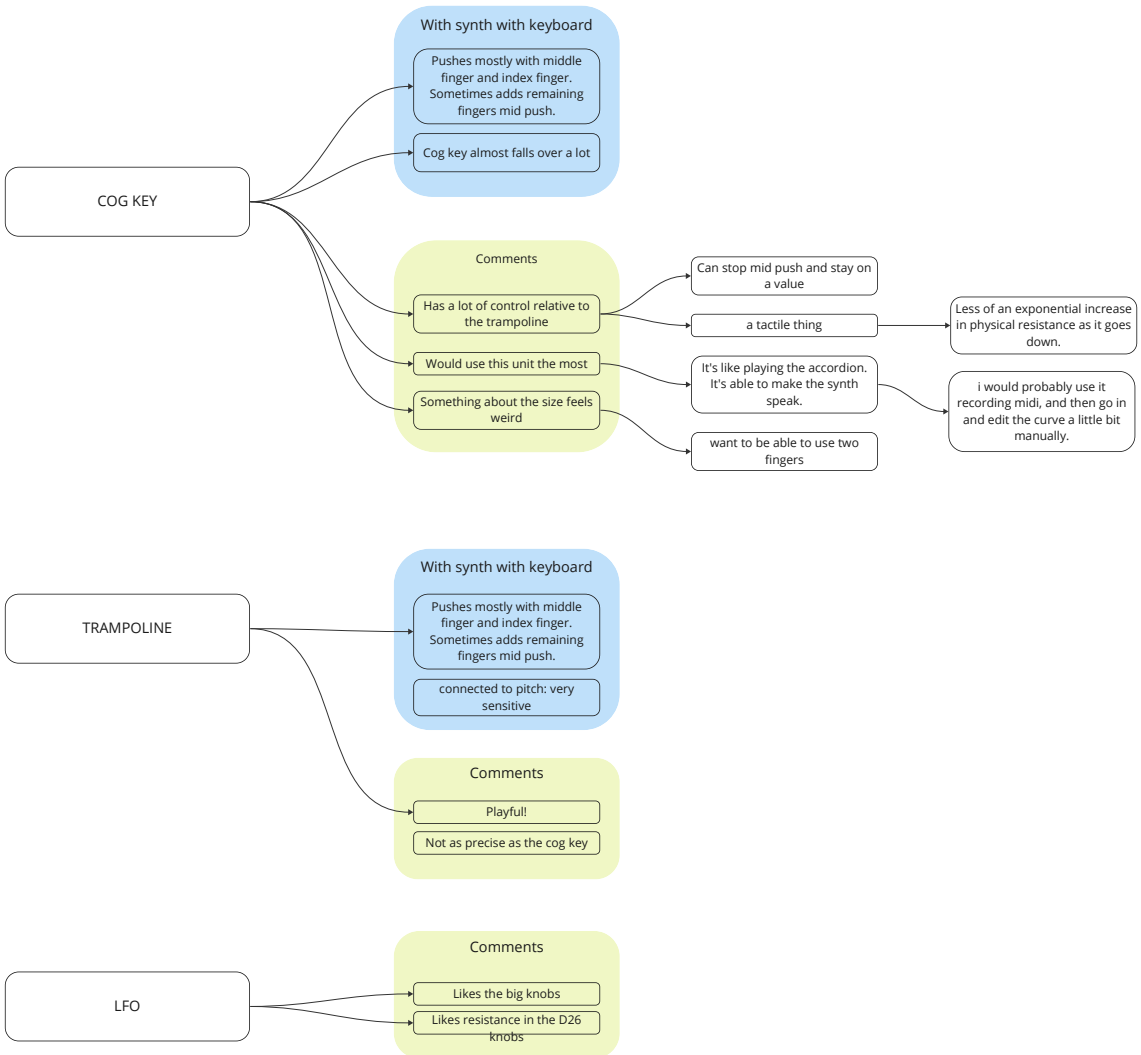 With synth with keyboard
Pushes mostly with middle
finger and index finger.
Sometimes adds remaining
fingers mid push.
Cog key almost falls over a lot
COG KEY
Comments
Has a lot of control relative to
the trampoline
Would use this unit the most
Something about the size feels
weird
Can stop mid push and stay on
a value
a tactile thing
Less of an exponential increase
in physical resistance as it goes
down.
It's like playing the accordion.
It's able to make the synth
speak.
i would probably use it
recording midi, and then go in
and edit the curve a little bit
manually.
want to be able to use two
fingers
With synth with keyboard
TRAMPOLINE
Pushes mostly with middle
finger and index finger.
Sometimes adds remaining
fingers mid push.
connected to pitch: very
sensitive
Comments
Playful!
Not as precise as the cog key
Comments
LFO
Likes the big knobs
Likes resistance in the D26
knobs